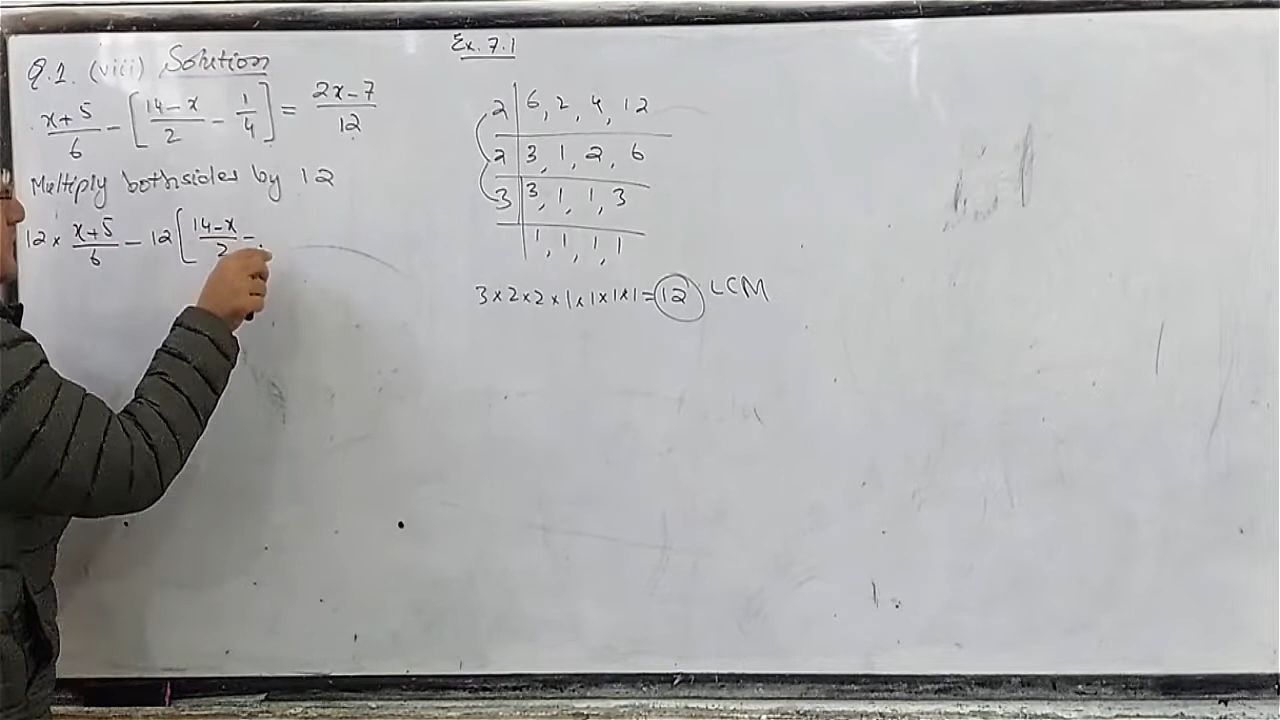 Ex. 7.1
Q.1. (viii) Solution
x+5/6 - [14-x/2 - 1/4] = 2x-7/12
Multiply bothsides by 12
12 × x+5/6 - 12 [14-x/2 -
2 | 6, 2, 4, 12
2 | 3, 1, 2, 6
3 | 3, 1, 1, 3
1, 1, 1, 1
3×2×2×1×1×1×1=12 LCM